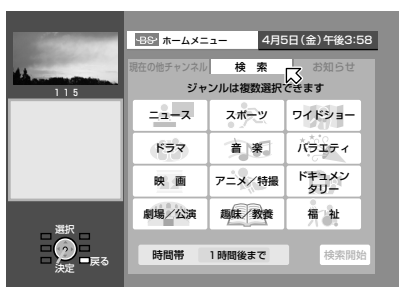 -BS- ホームメニュー 4月5日(金)午後3:58
現在の他チャンネル 検 索 お知らせ
115
ジャンルは複数選択できます
ニュース スポーツ ワイドショー
ドラマ 音 楽 バラエティ
映 画 アニメ/特撮 ドキュメン
タリー
劇場/公演 趣味/教養 福 祉
選択
決定
戻る
時間帯 1時間後まで 検索開始